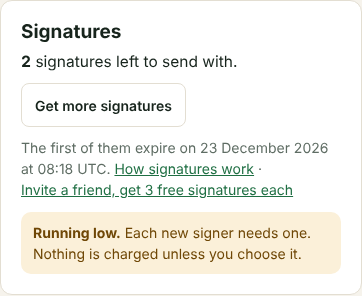 Signatures
2 signatures left to send with.
Get more signatures
The first of them expire on 23 December 2026
at 08:18 UTC. How signatures work ·
Invite a friend, get 3 free signatures each
Running low. Each new signer needs one.
Nothing is charged unless you choose it.